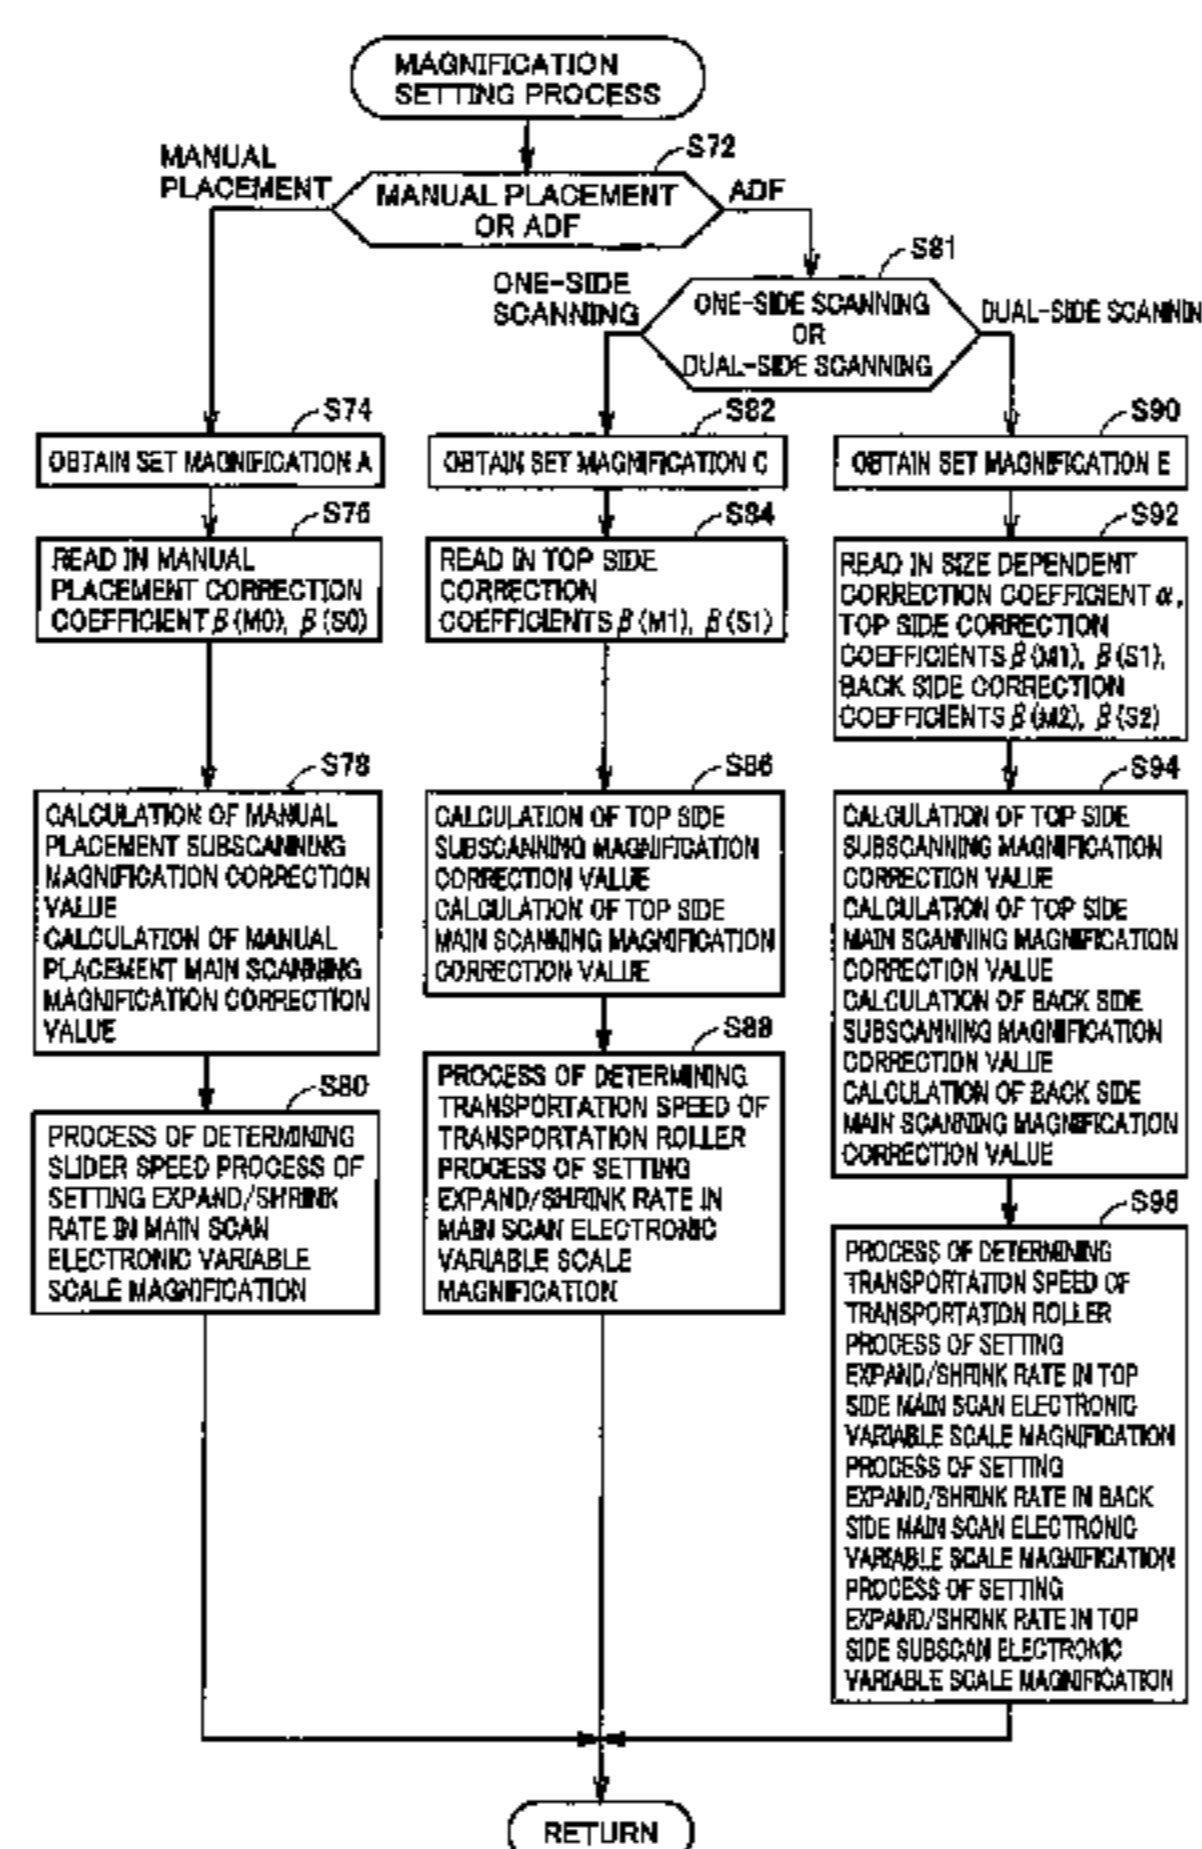 MAGNIFICATION
SETTING PROCESS
S72
MANUAL
PLACEMENT
MANUAL PLACEMENT
OR ADF
ADF
S81
ONE-SIDE
SCANNING
ONE-SIDE SCANNING
OR
DUAL-SIDE SCANNING
DUAL-SIDE SCANNIN
S74
OBTAIN SET MAGNIFICATION A
S76
READ IN MANUAL
PLACEMENT CORRECTION
COEFFICIENT β(M0), β(S0)
S78
CALCULATION OF MANUAL
PLACEMENT SUBSCANNING
MAGNIFICATION CORRECTION
VALUE
CALCULATION OF MANUAL
PLACEMENT MAIN SCANNING
MAGNIFICATION CORRECTION
VALUE
S80
PROCESS OF DETERMINING
SLIDER SPEED PROCESS OF
SETTING EXPAND/SHRINK
RATE IN MAIN SCAN
ELECTRONIC VARIABLE
SCALE MAGNIFICATION
S82
OBTAIN SET MAGNIFICATION C
S84
READ IN TOP SIDE
CORRECTION
COEFFICIENTS β(M1), β(S1)
S86
CALCULATION OF TOP SIDE
SUBSCANNING MAGNIFICATION
CORRECTION VALUE
CALCULATION OF TOP SIDE
MAIN SCANNING MAGNIFICATION
CORRECTION VALUE
S88
PROCESS OF DETERMINING
TRANSPORTATION SPEED OF
TRANSPORTATION ROLLER
PROCESS OF SETTING
EXPAND/SHRINK RATE IN
MAIN SCAN ELECTRONIC
VARIABLE SCALE
MAGNIFICATION
S90
OBTAIN SET MAGNIFICATION E
S92
READ IN SIZE DEPENDENT
CORRECTION COEFFICIENT α,
TOP SIDE CORRECTION
COEFFICIENTS β(M1), β(S1),
BACK SIDE CORRECTION
COEFFICIENTS β(M2), β(S2)
S94
CALCULATION OF TOP SIDE
SUBSCANNING MAGNIFICATION
CORRECTION VALUE
CALCULATION OF TOP SIDE
MAIN SCANNING MAGNIFICATION
CORRECTION VALUE
CALCULATION OF BACK SIDE
SUBSCANNING MAGNIFICATION
CORRECTION VALUE
CALCULATION OF BACK SIDE
MAIN SCANNING MAGNIFICATION
CORRECTION VALUE
S96
PROCESS OF DETERMINING
TRANSPORTATION SPEED OF
TRANSPORTATION ROLLER
PROCESS OF SETTING
EXPAND/SHRINK RATE IN TOP
SIDE MAIN SCAN ELECTRONIC
VARIABLE SCALE MAGNIFICATION
PROCESS OF SETTING
EXPAND/SHRINK RATE IN BACK
SIDE MAIN SCAN ELECTRONIC
VARIABLE SCALE MAGNIFICATION
PROCESS OF SETTING
EXPAND/SHRINK RATE IN TOP
SIDE SUBSCAN ELECTRONIC
VARIABLE SCALE MAGNIFICATION
RETURN